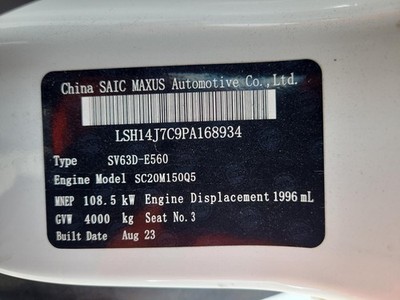 China SAIC MAXUS Automotive Co.,Ltd.
LSH14J7C9PA168934
Type SV63D-E560
Engine Model SC20M150Q5
MNEP 108.5 kW Engine Displacement 1996 mL
GVW 4000 kg Seat No.3
Built Date Aug 23